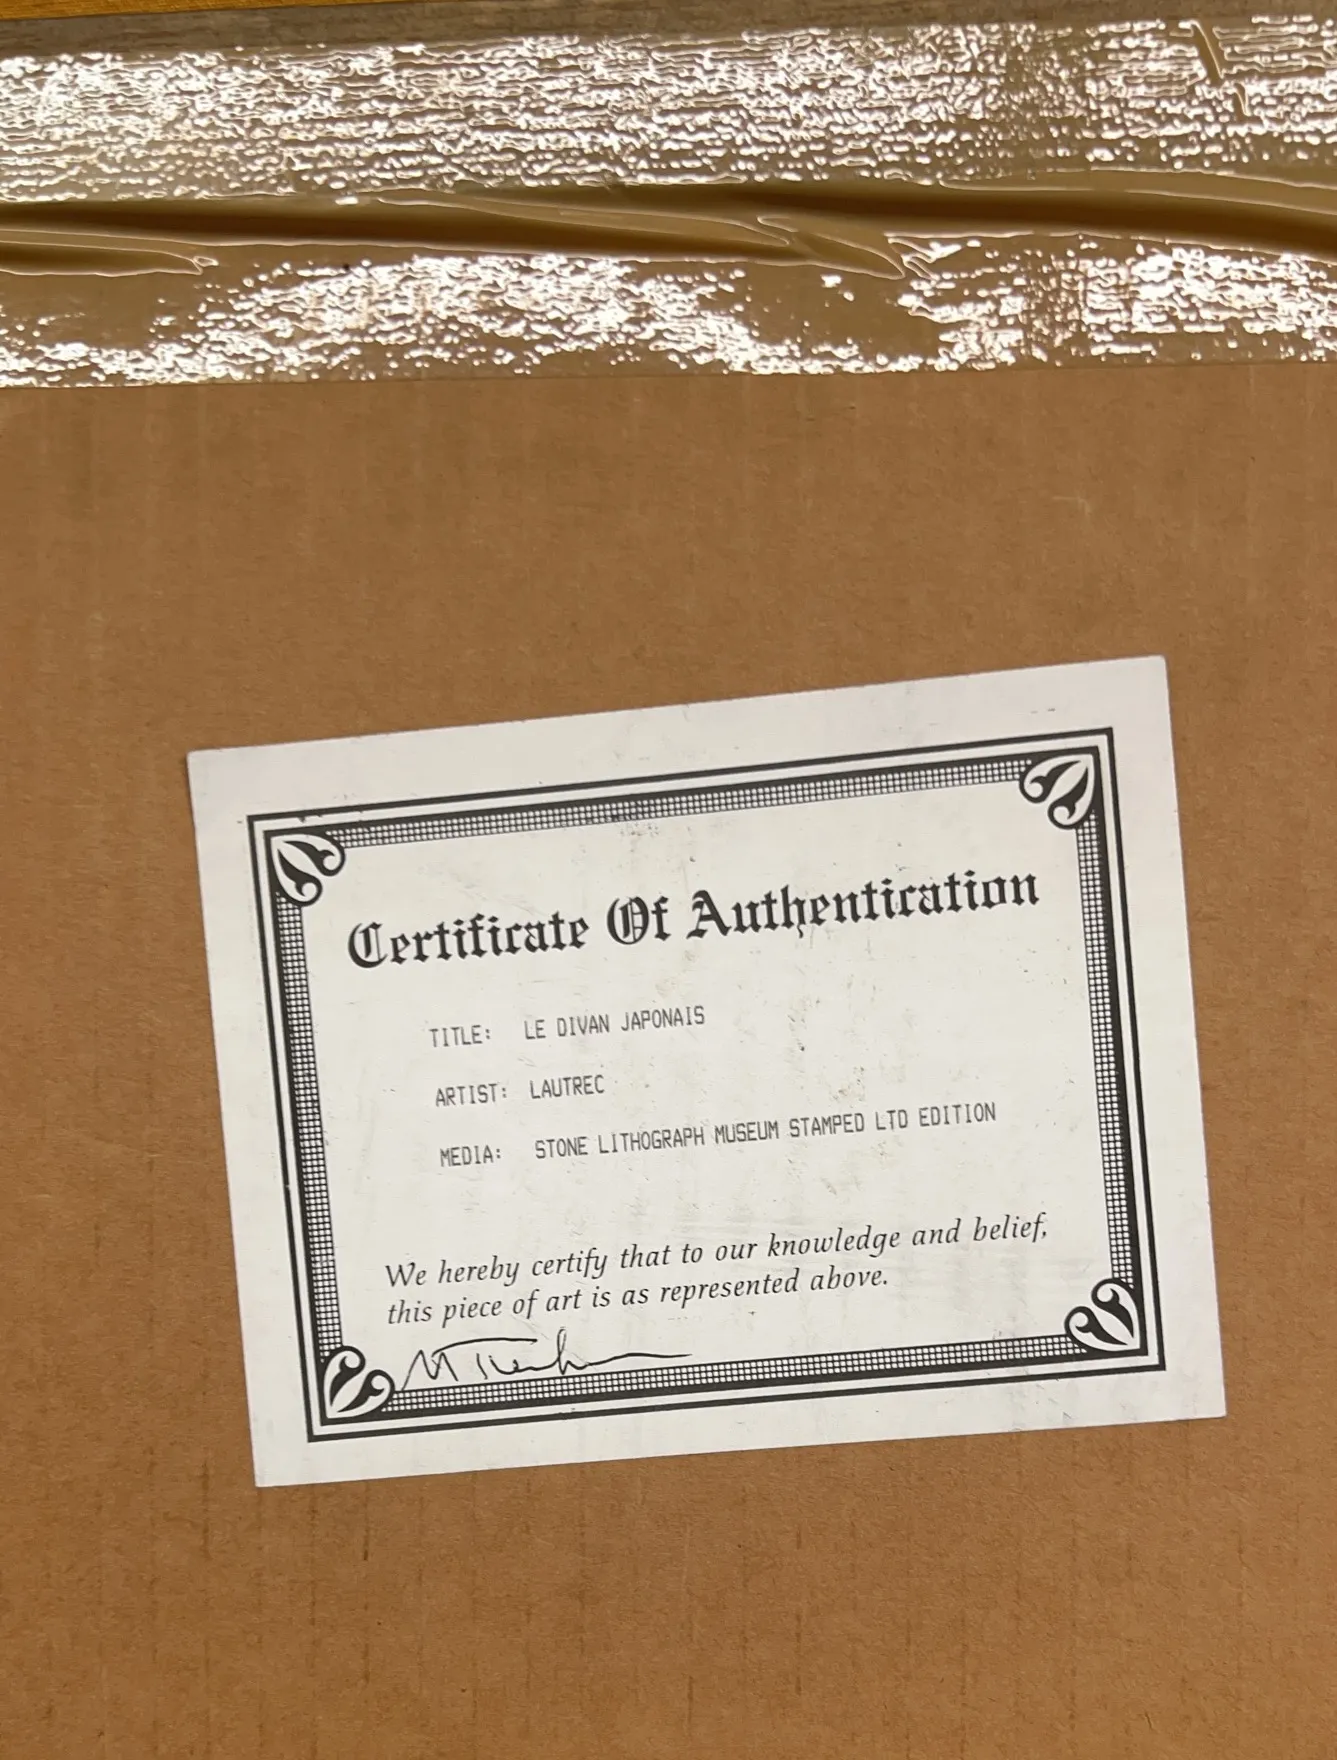 Certificate Of Authentication
TITLE: LE DIVAN JAPONAIS
ARTIST: LAUTREC
MEDIA: STONE LITHOGRAPH MUSEUM STAMPED LTD EDITION
We hereby certify that to our knowledge and belief,
this piece of art is as represented above.